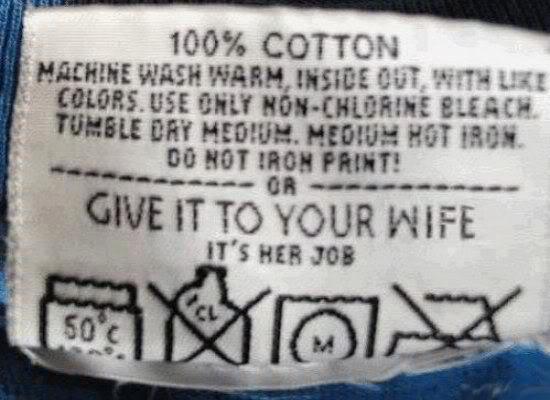 100% COTTON
MACHINE WASH WARM, INSIDE OUT, WITH LIKE
COLORS. USE ONLY NON-CHLORINE BLEACH.
TUMBLE DRY MEDIUM. MEDIUM HOT IRON.
DO NOT IRON PRINT!
OR
GIVE IT TO YOUR WIFE
IT'S HER JOB
50°C CL M